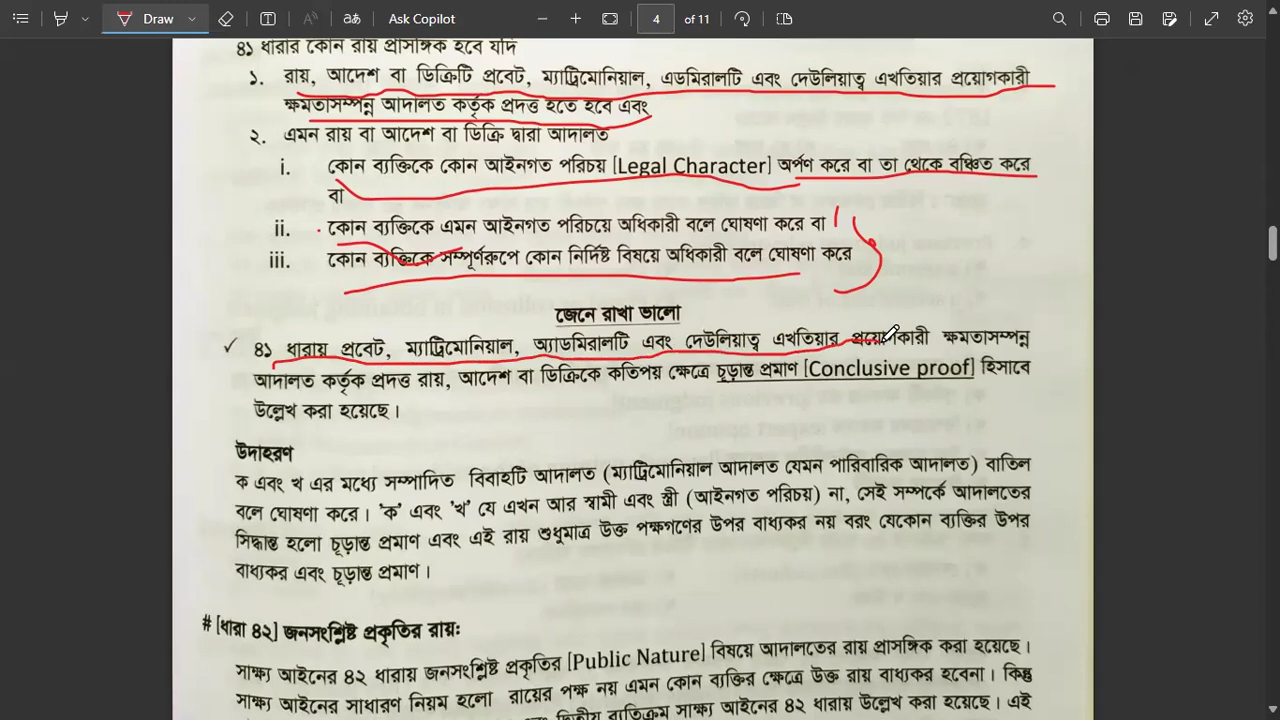 Draw
Ask Copilot
4 of 11
৪১ ধারার কোন রায় প্রাসঙ্গিক হবে যদি
১. রায়, আদেশ বা ডিক্রিটি প্রবেট, ম্যাট্রিমোনিয়াল, এডমিরালটি এবং দেউলিয়াত্ব এখতিয়ার প্রয়োগকারী
ক্ষমতাসম্পন্ন আদালত কর্তৃক প্রদত্ত হতে হবে এবং
২. এমন রায় বা আদেশ বা ডিক্রি দ্বারা আদালত
i. কোন ব্যক্তিকে কোন আইনগত পরিচয় [Legal Character] অর্পণ করে বা তা থেকে বঞ্চিত করে
বা
ii. কোন ব্যক্তিকে এমন আইনগত পরিচয়ে অধিকারী বলে ঘোষণা করে বা
iii. কোন ব্যক্তিকে সম্পূর্ণরুপে কোন নির্দিষ্ট বিষয়ে অধিকারী বলে ঘোষণা করে
জেনে রাখা ভালো
✓ ৪১ ধারায় প্রবেট, ম্যাট্রিমোনিয়াল, অ্যাডমিরালটি এবং দেউলিয়াত্ব এখতিয়ার প্রয়োগকারী ক্ষমতাসম্পন্ন
আদালত কর্তৃক প্রদত্ত রায়, আদেশ বা ডিক্রিকে কতিপয় ক্ষেত্রে চূড়ান্ত প্রমাণ [Conclusive proof] হিসাবে
উল্লেখ করা হয়েছে।
উদাহরণ
ক এবং খ এর মধ্যে সম্পাদিত বিবাহটি আদালত (ম্যাট্রিমোনিয়াল আদালত যেমন পারিবারিক আদালত) বাতিল
বলে ঘোষণা করে। 'ক' এবং 'খ' যে এখন আর স্বামী এবং স্ত্রী (আইনগত পরিচয়) না, সেই সম্পর্কে আদালতের
সিদ্ধান্ত হলো চূড়ান্ত প্রমাণ এবং এই রায় শুধুমাত্র উক্ত পক্ষগণের উপর বাধ্যকর নয় বরং যেকোন ব্যক্তির উপর
বাধ্যকর এবং চূড়ান্ত প্রমাণ।
# [ধারা ৪২] জনসংশ্লিষ্ট প্রকৃতির রায়ঃ
সাক্ষ্য আইনের ৪২ ধারায় জনসংশ্লিষ্ট প্রকৃতির [Public Nature] বিষয়ে আদালতের রায় প্রাসঙ্গিক করা হয়েছে।
সাক্ষ্য আইনের সাধারণ নিয়ম হলো রায়ের পক্ষ নয় এমন কোন ব্যক্তির ক্ষেত্রে উক্ত রায় বাধ্যকর হবেনা। কিন্তু
দ্বিতীয় ব্যতিক্রম সাক্ষ্য আইনের ৪২ ধারায় উল্লেখ করা হয়েছে। এই